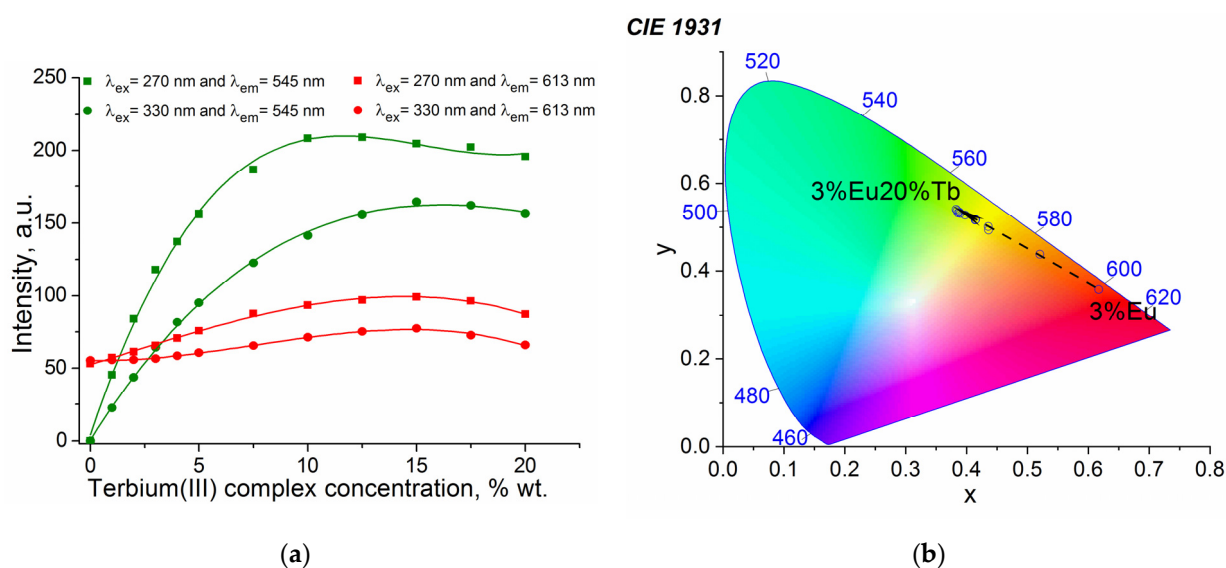 CIE 1931
250
200
150
100
50
0
Intensity, a.u.
λex= 270 nm and λem= 545 nm
λex= 330 nm and λem= 545 nm
λex= 270 nm and λem= 613 nm
λex= 330 nm and λem= 613 nm
0 5 10 15 20
Terbium(III) complex concentration, % wt.
(a)
0.8
0.6
0.4
0.2
0.0
y
520
540
560
580
600
620
500
480
460
3%Eu20%Tb
3%Eu
0.0 0.1 0.2 0.3 0.4 0.5 0.6 0.7 0.8
x
(b)